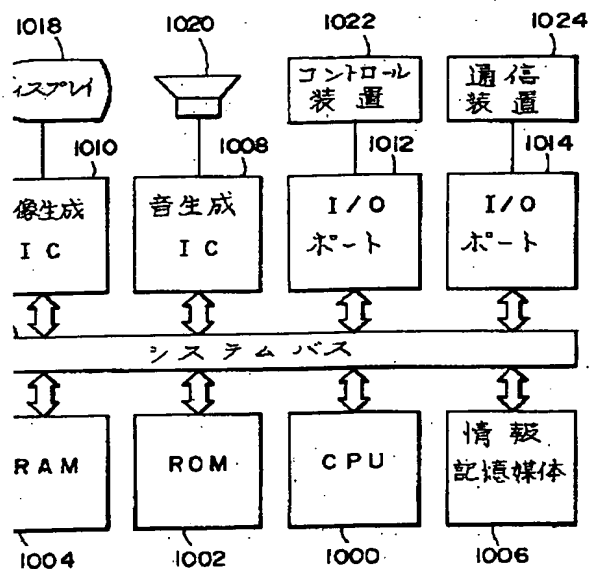 1018 1020 1022 1024
ィスプレイ
コントロール
装置
通信
装置
1010 1008 1012 1014
像生成
IC
音生成
IC
I/O
ポート
I/O
ポート
システムバス
RAM
ROM
CPU
情報
記憶媒体
1004 1002 1000 1006